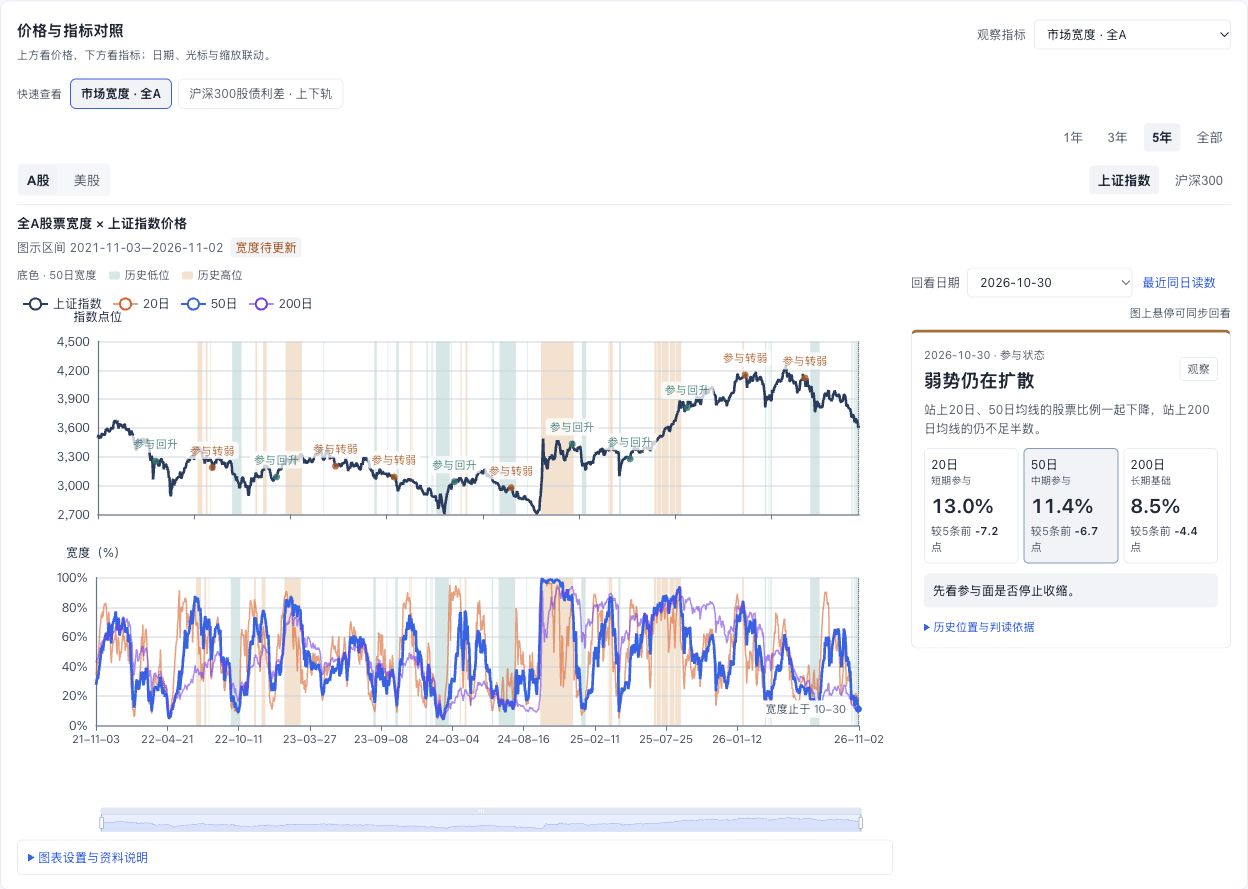 价格与指标对照
上方看价格，下方看指标；日期、光标与缩放联动。
观察指标 市场宽度 · 全A
快速查看 市场宽度 · 全A 沪深300股债利差 · 上下轨
1年 3年 5年 全部
A股 美股
上证指数 沪深300
全A股票宽度 × 上证指数价格
图示区间 2021-11-03—2026-11-02 宽度待更新
底色 · 50日宽度 历史低位 历史高位
上证指数 20日 50日 200日
指数点位
4,500
4,200
3,900
3,600
3,300
3,000
2,700
参与回升
参与转弱
参与回升
参与转弱
参与转弱
参与回升
参与转弱
参与回升
参与回升
参与回升
参与转弱
参与转弱
宽度（%）
100%
80%
60%
40%
20%
0%
宽度止于 10-30
21-11-03 22-04-21 22-10-11 23-03-27 23-09-08 24-03-04 24-08-16 25-02-11 25-07-25 26-01-12 26-11-02
图表设置与资料说明
回看日期 2026-10-30 最近同日读数
图上悬停可同步回看
2026-10-30 · 参与状态
弱势仍在扩散
观察
站上20日、50日均线的股票比例一起下降，站上200
日均线的仍不足半数。
20日
短期参与
13.0%
较5条前 -7.2
点
50日
中期参与
11.4%
较5条前 -6.7
点
200日
长期基础
8.5%
较5条前 -4.4
点
先看参与面是否停止收缩。
历史位置与判读依据